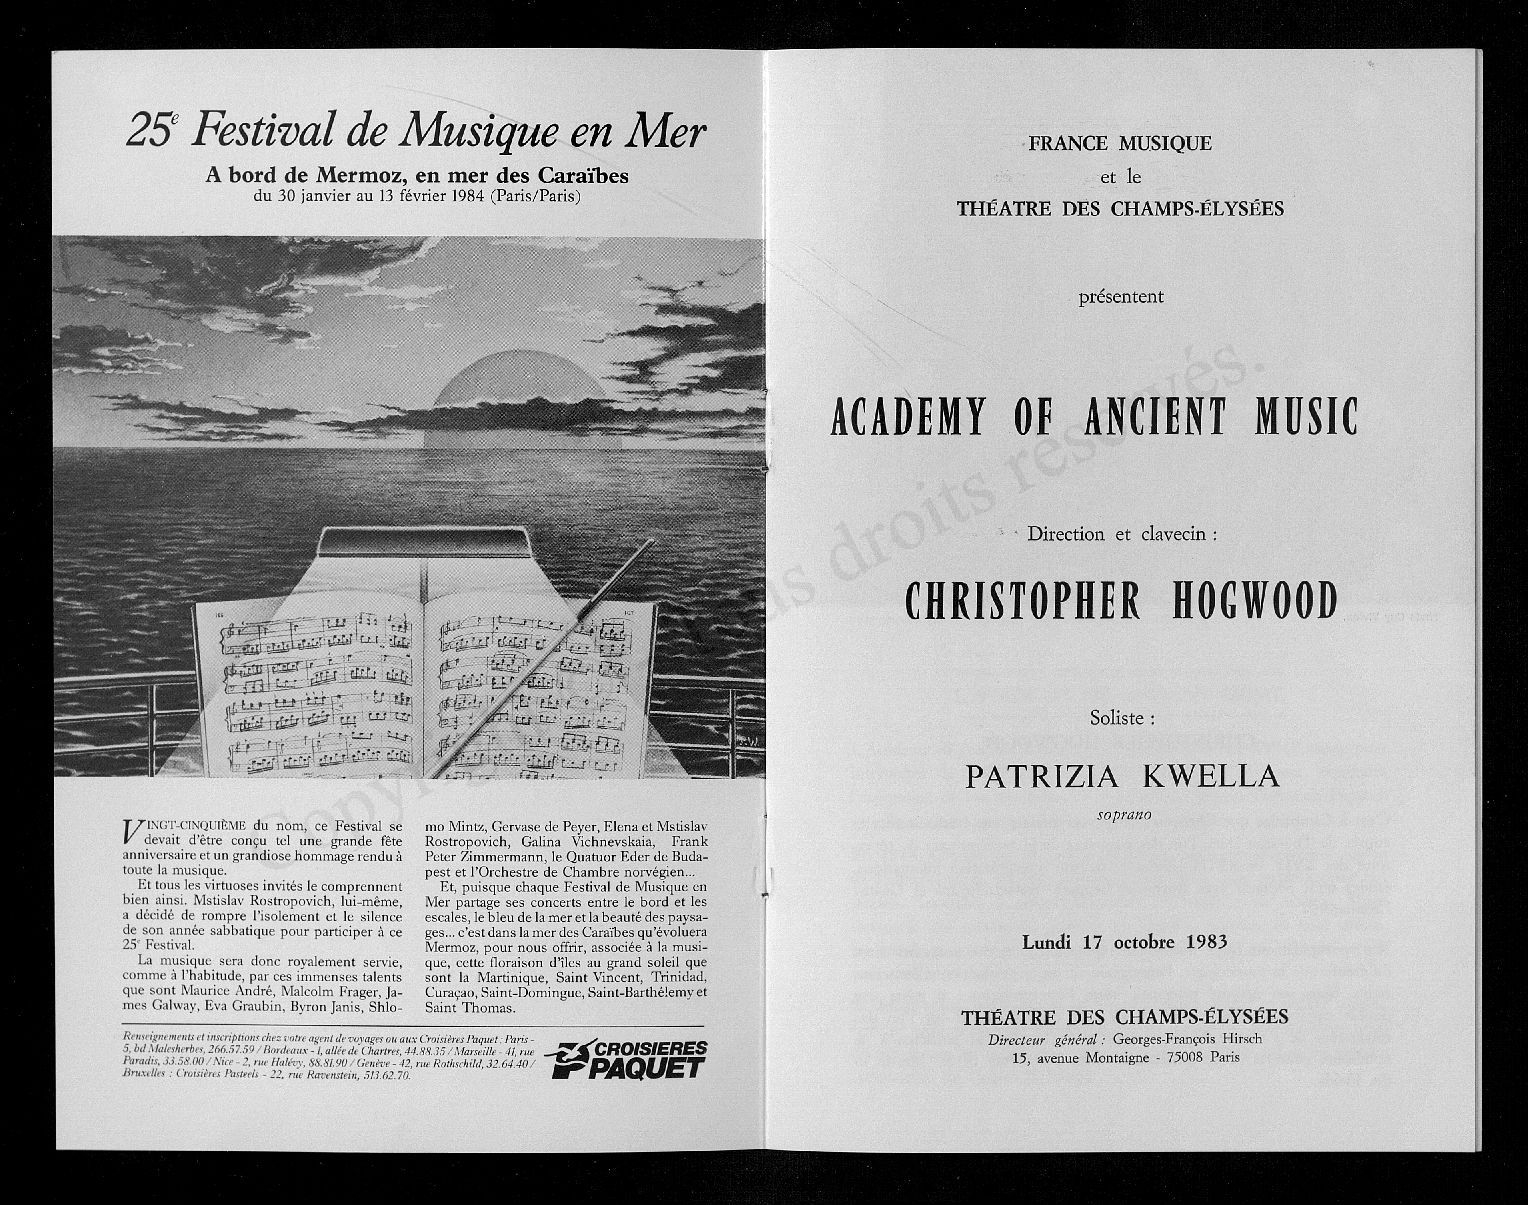 25e Festival de Musique en Mer
A bord de Mermoz, en mer des Caraïbes
du 30 janvier au 13 février 1984 (Paris/Paris)
VINGT-CINQUIÈME du nom, ce Festival se
devait d'être conçu tel une grande fête
anniversaire et un grandiose hommage rendu à
toute la musique.
Et tous les virtuoses invités le comprennent
bien ainsi. Mstislav Rostropovich, lui-même,
a décidé de rompre l'isolement et le silence
de son année sabbatique pour participer à ce
25e Festival.
La musique sera donc royalement servie,
comme à l'habitude, par ces immenses talents
que sont Maurice André, Malcolm Frager, Ja-
mes Galway, Eva Graubin, Byron Janis, Shlo-
mo Mintz, Gervase de Peyer, Elena et Mstislav
Rostropovich, Galina Vichnevskaia, Frank
Peter Zimmermann, le Quatuor Eder de Buda-
pest et l'Orchestre de Chambre norvégien...
Et, puisque chaque Festival de Musique en
Mer partage ses concerts entre le bord et les
escales, le bleu de la mer et la beauté des paysa-
ges... c'est dans la mer des Caraïbes qu'évoluera
Mermoz, pour nous offrir, associée à la musi-
que, cette floraison d'îles au grand soleil que
sont la Martinique, Saint Vincent, Trinidad,
Curaçao, Saint-Domingue, Saint-Barthélemy et
Saint Thomas.
Renseignements et inscriptions chez votre agent de voyages ou aux Croisières Paquet : Paris -
5, bd Malesherbes, 266.57.59 / Bordeaux - 1, allée de Chartres, 44.88.35 / Marseille - 41, rue
Paradis, 33.58.00 / Nice - 2, rue Halévy, 88.81.90 / Genève - 42, rue Rothschild, 32.64.40 /
Bruxelles : Croisières Pasteels - 22, rue Ravenstein, 513.62.70.
CROISIERES
PAQUET
FRANCE MUSIQUE
et le
THÉATRE DES CHAMPS-ÉLYSÉES
présentent
ACADEMY OF ANCIENT MUSIC
Direction et clavecin :
CHRISTOPHER HOGWOOD
Soliste :
PATRIZIA KWELLA
soprano
Lundi 17 octobre 1983
THÉATRE DES CHAMPS-ÉLYSÉES
Directeur général : Georges-François Hirsch
15, avenue Montaigne - 75008 Paris
droits reservés.